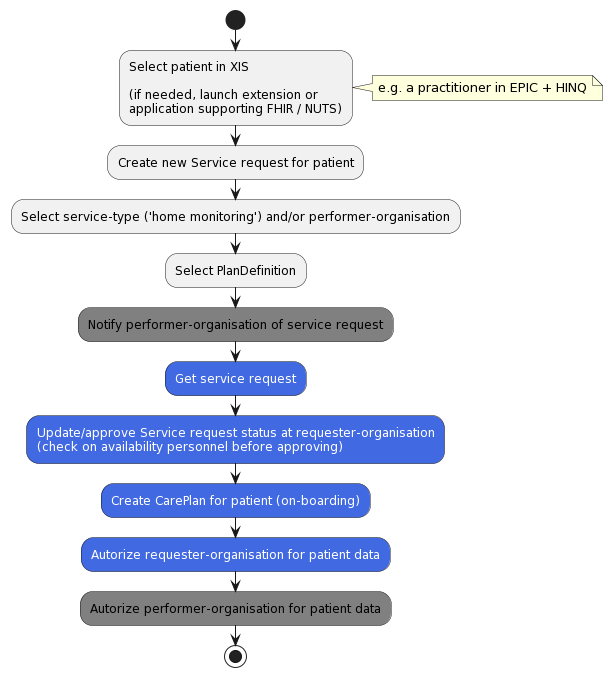 Select patient in XIS
(if needed, launch extension or
application supporting FHIR / NUTS)
e.g. a practitioner in EPIC + HINQ
Create new Service request for patient
Select service-type ('home monitoring') and/or performer-organisation
Select PlanDefinition
Notify performer-organisation of service request
Get service request
Update/approve Service request status at requester-organisation
(check on availability personnel before approving)
Create CarePlan for patient (on-boarding)
Autorize requester-organisation for patient data
Autorize performer-organisation for patient data